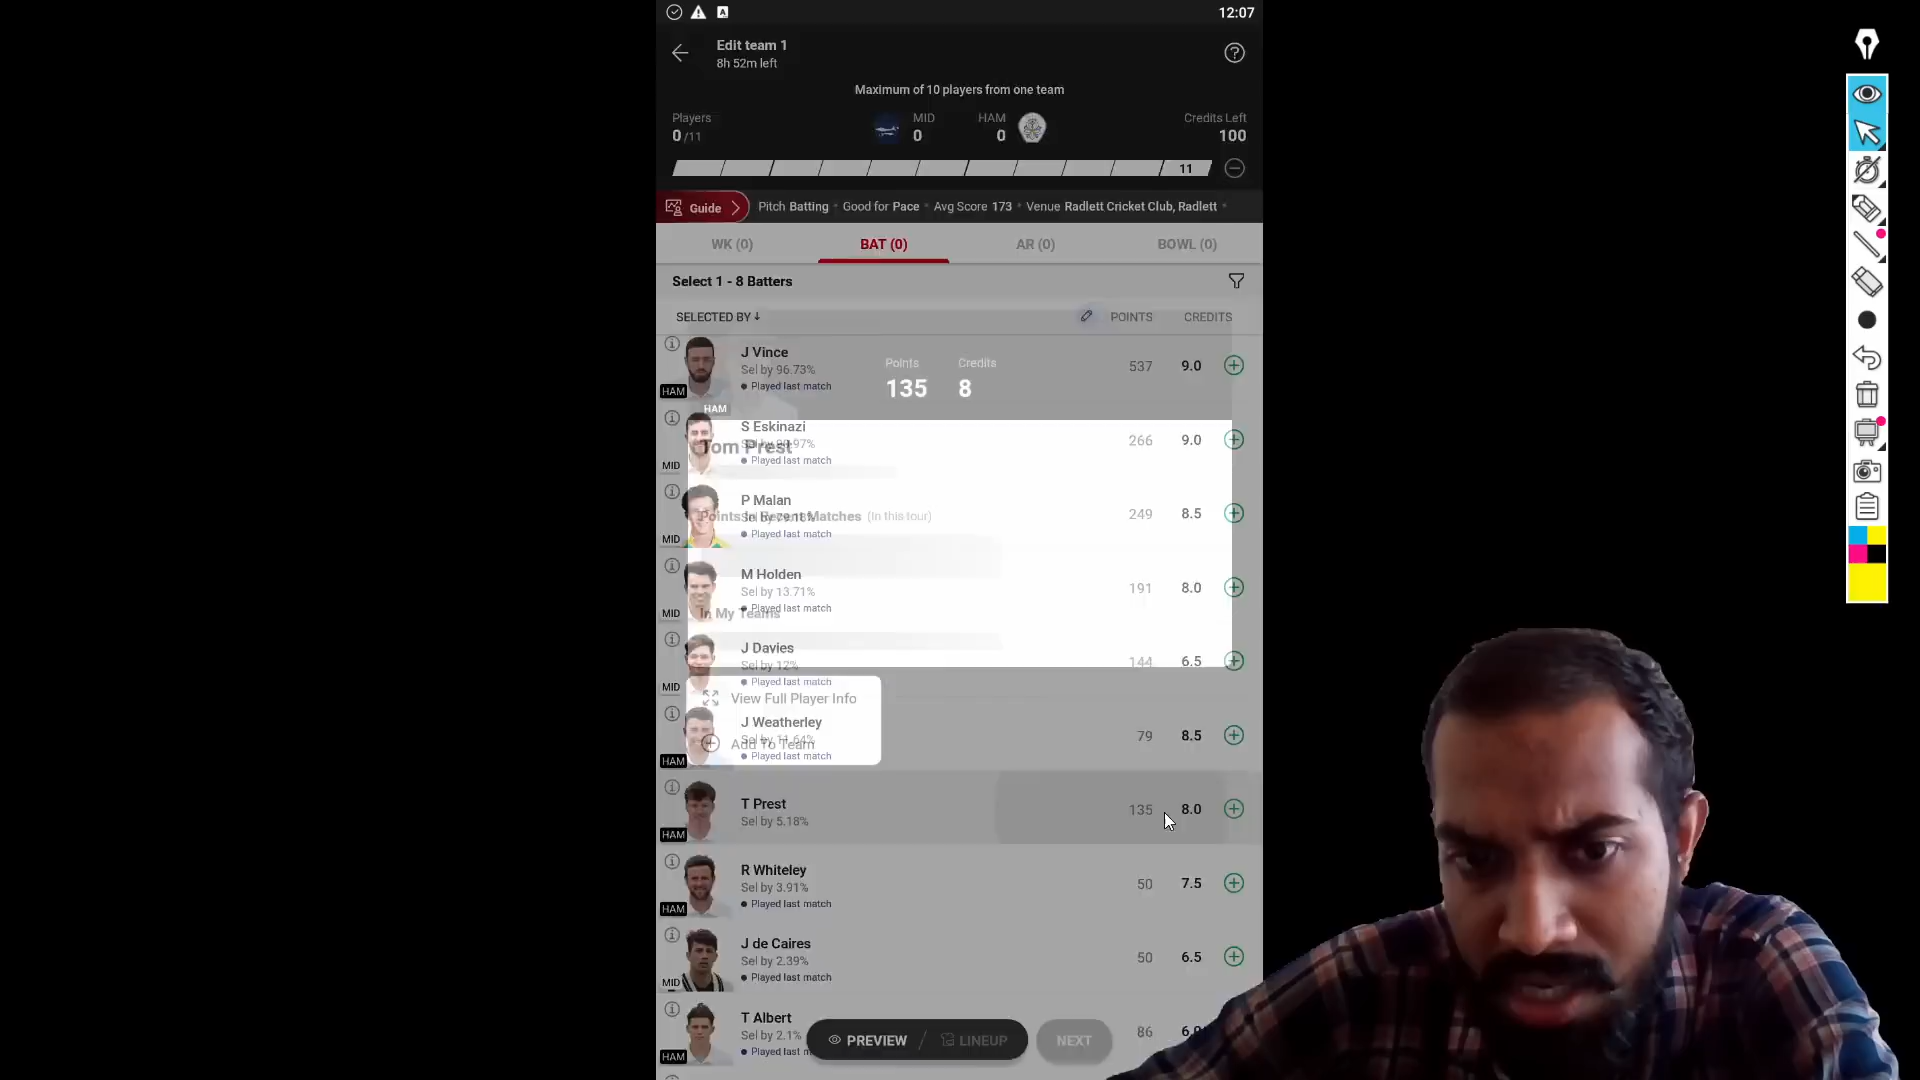 12:07
Edit team 1
8h 52m left
Maximum of 10 players from one team
Players
0 /11
MID
0
HAM
0
Credits Left
100
11
Guide
Pitch Batting • Good for Pace • Avg Score 173 • Venue Radlett Cricket Club, Radlett
WK (0)
BAT (0)
AR (0)
BOWL (0)
Select 1 - 8 Batters
SELECTED BY
POINTS
CREDITS
J Vince
Sel by 96.73%
Played last match
HAM
537
9.0
Points
135
Credits
8
HAM
Tom Prest
S Eskinazi
Played last match
MID
266
9.0
P Malan
Played last match
MID
249
8.5
Points In Recent Matches (In this tour)
M Holden
Sel by 13.71%
Played last match
MID
191
8.0
In My Teams
J Davies
Sel by 12%
Played last match
MID
144
6.5
View Full Player Info
J Weatherley
Sel by 11.64%
Played last match
HAM
79
8.5
Add To Team
T Prest
Sel by 5.18%
HAM
135
8.0
R Whiteley
Sel by 3.91%
Played last match
HAM
50
7.5
J de Caires
Sel by 2.39%
Played last match
MID
50
6.5
T Albert
Sel by 2.1%
Played last m
HAM
86
PREVIEW / LINEUP
NEXT